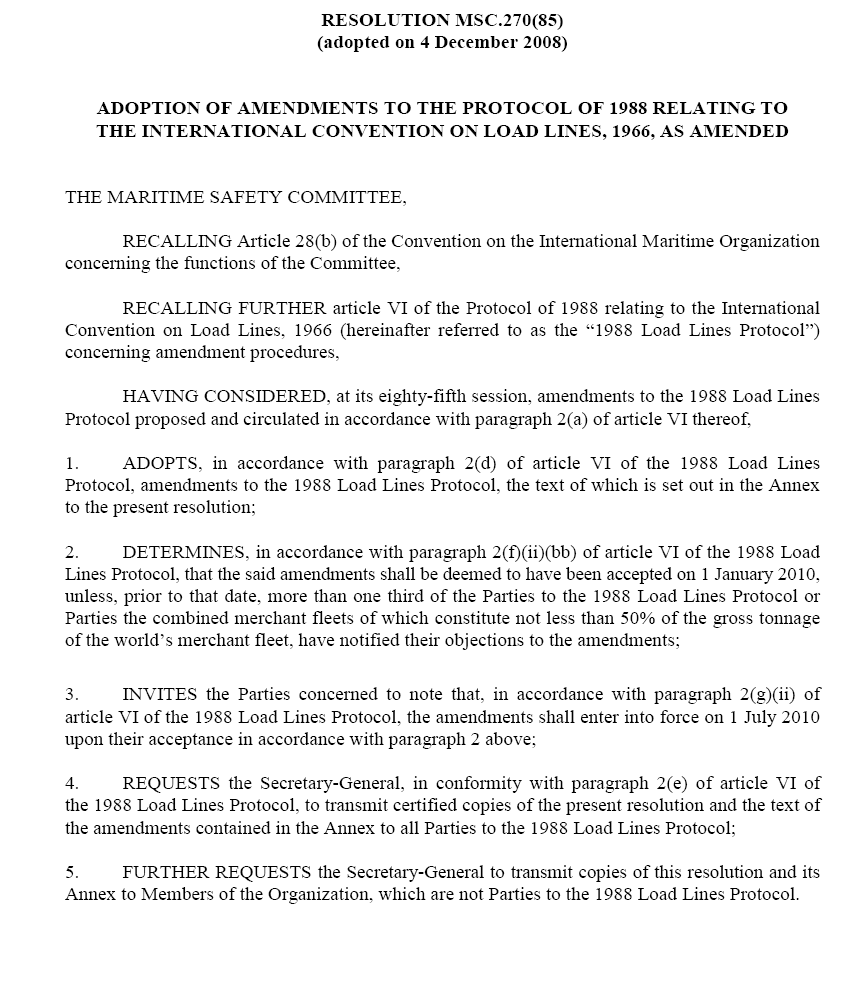 RESOLUTION MSC.270(85)
(adopted on 4 December 2008)
ADOPTION OF AMENDMENTS TO THE PROTOCOL OF 1988 RELATING TO
THE INTERNATIONAL CONVENTION ON LOAD LINES, 1966, AS AMENDED
THE MARITIME SAFETY COMMITTEE,
RECALLING Article 28(b) of the Convention on the International Maritime Organization
concerning the functions of the Committee,
RECALLING FURTHER article VI of the Protocol of 1988 relating to the International
Convention on Load Lines, 1966 (hereinafter referred to as the “1988 Load Lines Protocol”)
concerning amendment procedures,
HAVING CONSIDERED, at its eighty-fifth session, amendments to the 1988 Load Lines
Protocol proposed and circulated in accordance with paragraph 2(a) of article VI thereof,
1. ADOPTS, in accordance with paragraph 2(d) of article VI of the 1988 Load Lines
Protocol, amendments to the 1988 Load Lines Protocol, the text of which is set out in the Annex
to the present resolution;
2. DETERMINES, in accordance with paragraph 2(f)(ii)(bb) of article VI of the 1988 Load
Lines Protocol, that the said amendments shall be deemed to have been accepted on 1 January 2010,
unless, prior to that date, more than one third of the Parties to the 1988 Load Lines Protocol or
Parties the combined merchant fleets of which constitute not less than 50% of the gross tonnage
of the world’s merchant fleet, have notified their objections to the amendments;
3. INVITES the Parties concerned to note that, in accordance with paragraph 2(g)(ii) of
article VI of the 1988 Load Lines Protocol, the amendments shall enter into force on 1 July 2010
upon their acceptance in accordance with paragraph 2 above;
4. REQUESTS the Secretary-General, in conformity with paragraph 2(e) of article VI of
the 1988 Load Lines Protocol, to transmit certified copies of the present resolution and the text of
the amendments contained in the Annex to all Parties to the 1988 Load Lines Protocol;
5. FURTHER REQUESTS the Secretary-General to transmit copies of this resolution and its
Annex to Members of the Organization, which are not Parties to the 1988 Load Lines Protocol.